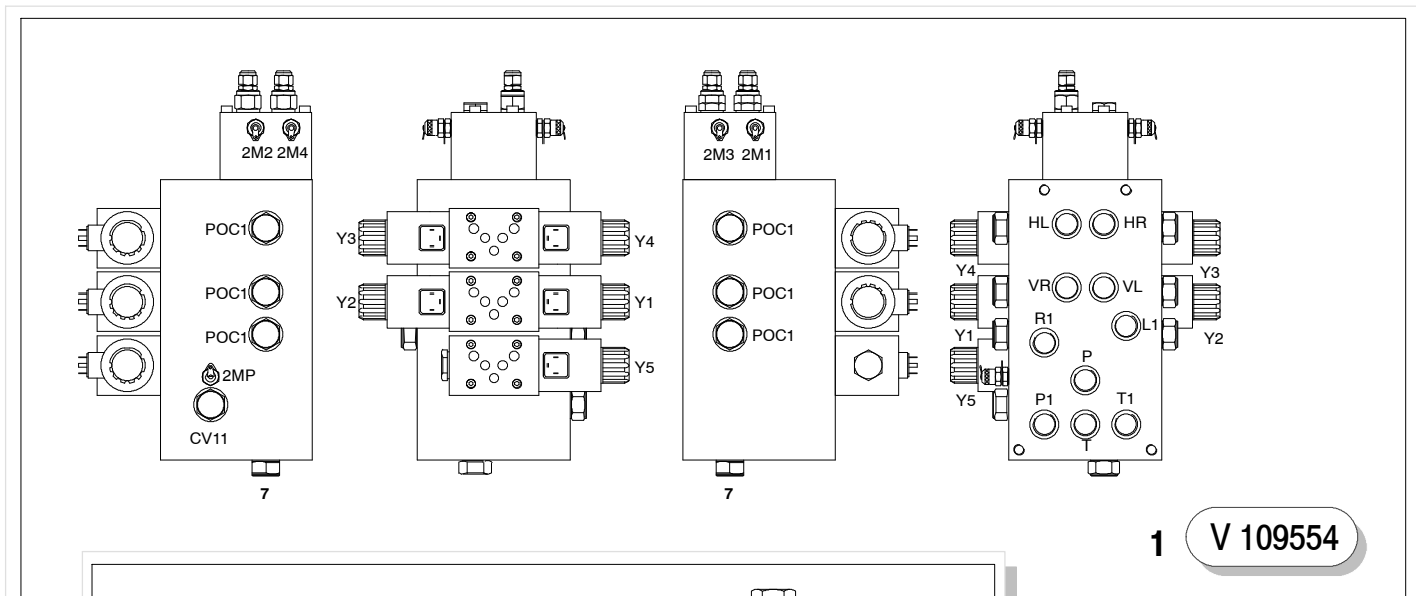 2M2 2M4
POC1
POC1
POC1
2MP
CV11
7
Y3 Y4
Y2 Y1
Y5
2M3 2M1
POC1
POC1
POC1
7
HL HR
Y4 Y3
VR VL
R1 L1
Y1 Y2
P
Y5
P1 T1
T
1 V 109554